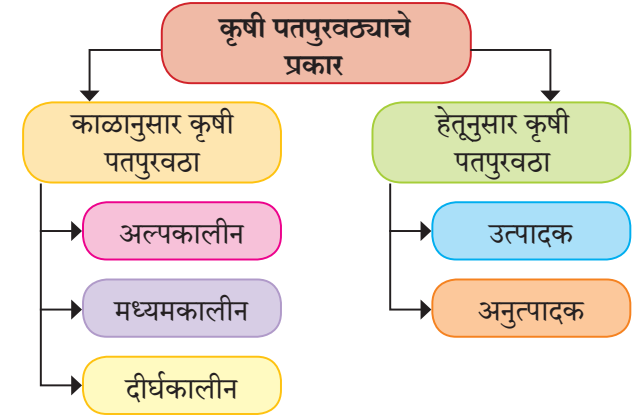 कृषी पतपुरवठ्याचे
प्रकार
काळानुसार कृषी
पतपुरवठा
अल्पकालीन
मध्यमकालीन
दीर्घकालीन
हेतूनुसार कृषी
पतपुरवठा
उत्पादक
अनुत्पादक